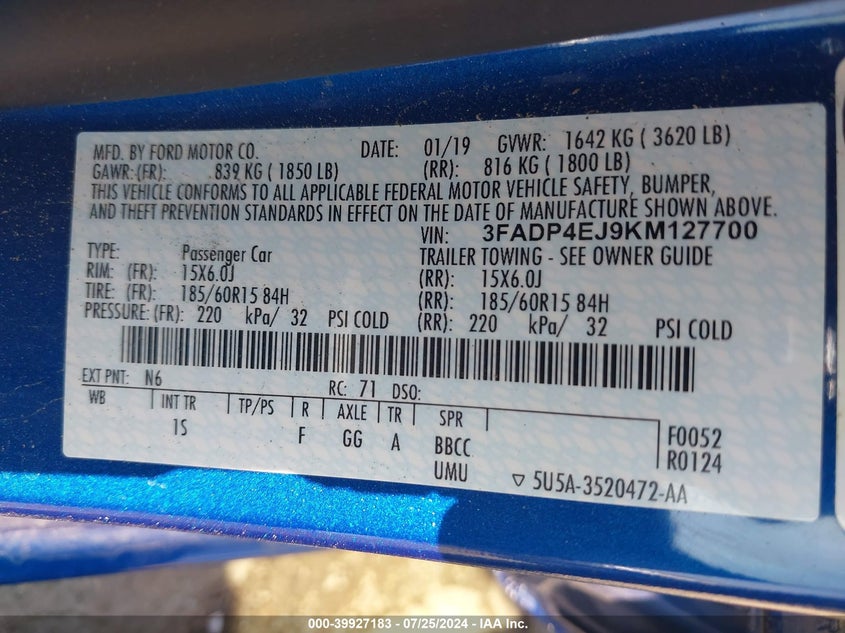 MFD. BY FORD MOTOR CO. DATE: 01/19 GVWR: 1642 KG ( 3620 LB)
GAWR:(FR): 839 KG ( 1850 LB) (RR): 816 KG ( 1800 LB)
THIS VEHICLE CONFORMS TO ALL APPLICABLE FEDERAL MOTOR VEHICLE SAFETY, BUMPER,
AND THEFT PREVENTION STANDARDS IN EFFECT ON THE DATE OF MANUFACTURE SHOWN ABOVE.
VIN: 3FADP4EJ9KM127700
TYPE: Passenger Car TRAILER TOWING - SEE OWNER GUIDE
RIM: (FR): 15X6.0J (RR): 15X6.0J
TIRE: (FR): 185/60R15 84H (RR): 185/60R15 84H
PRESSURE:(FR): 220 kPa/ 32 PSI COLD (RR): 220 kPa/ 32 PSI COLD
EXT PNT: N6 RC: 71 DSO:
WB INT TR TP/PS R AXLE TR SPR
1S F GG A BBCC F0052
UMU R0124
▽ 5U5A-3520472-AA
000-39927183 - 07/25/2024 - IAA Inc.